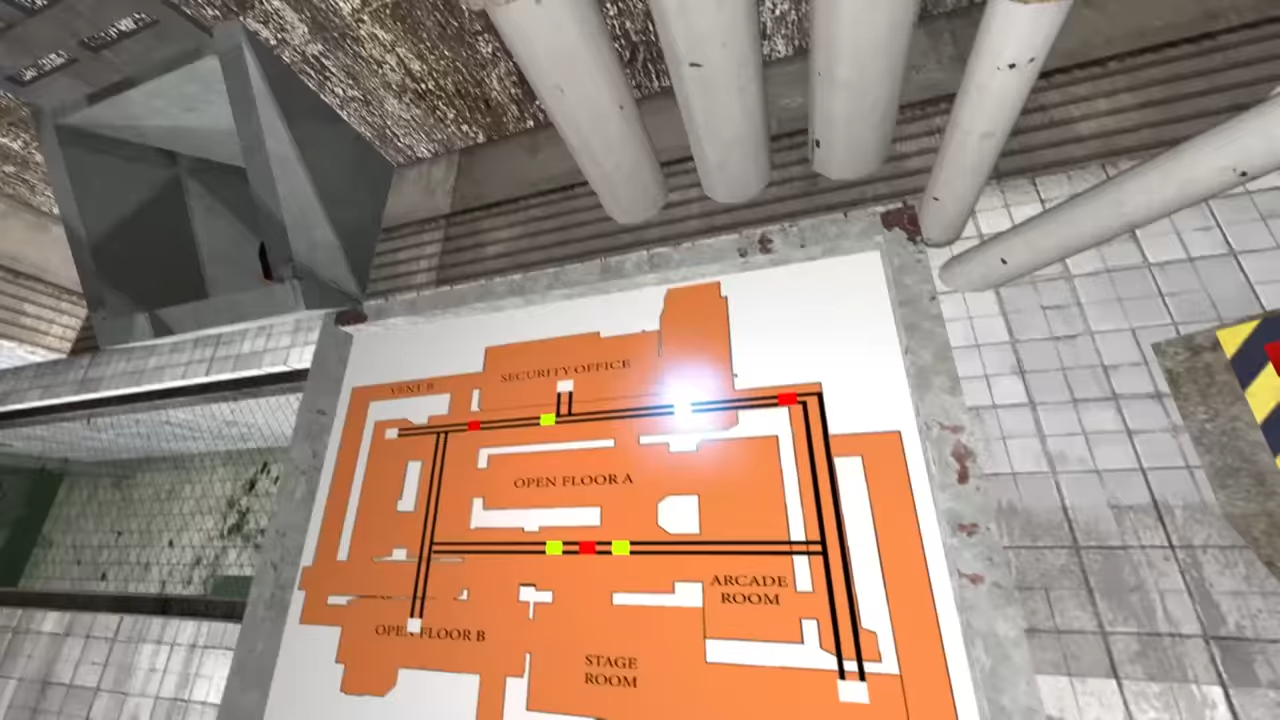 SECURITY OFFICE
VENT B
OPEN FLOOR A
ARCADE
ROOM
OPEN FLOOR B
STAGE
ROOM